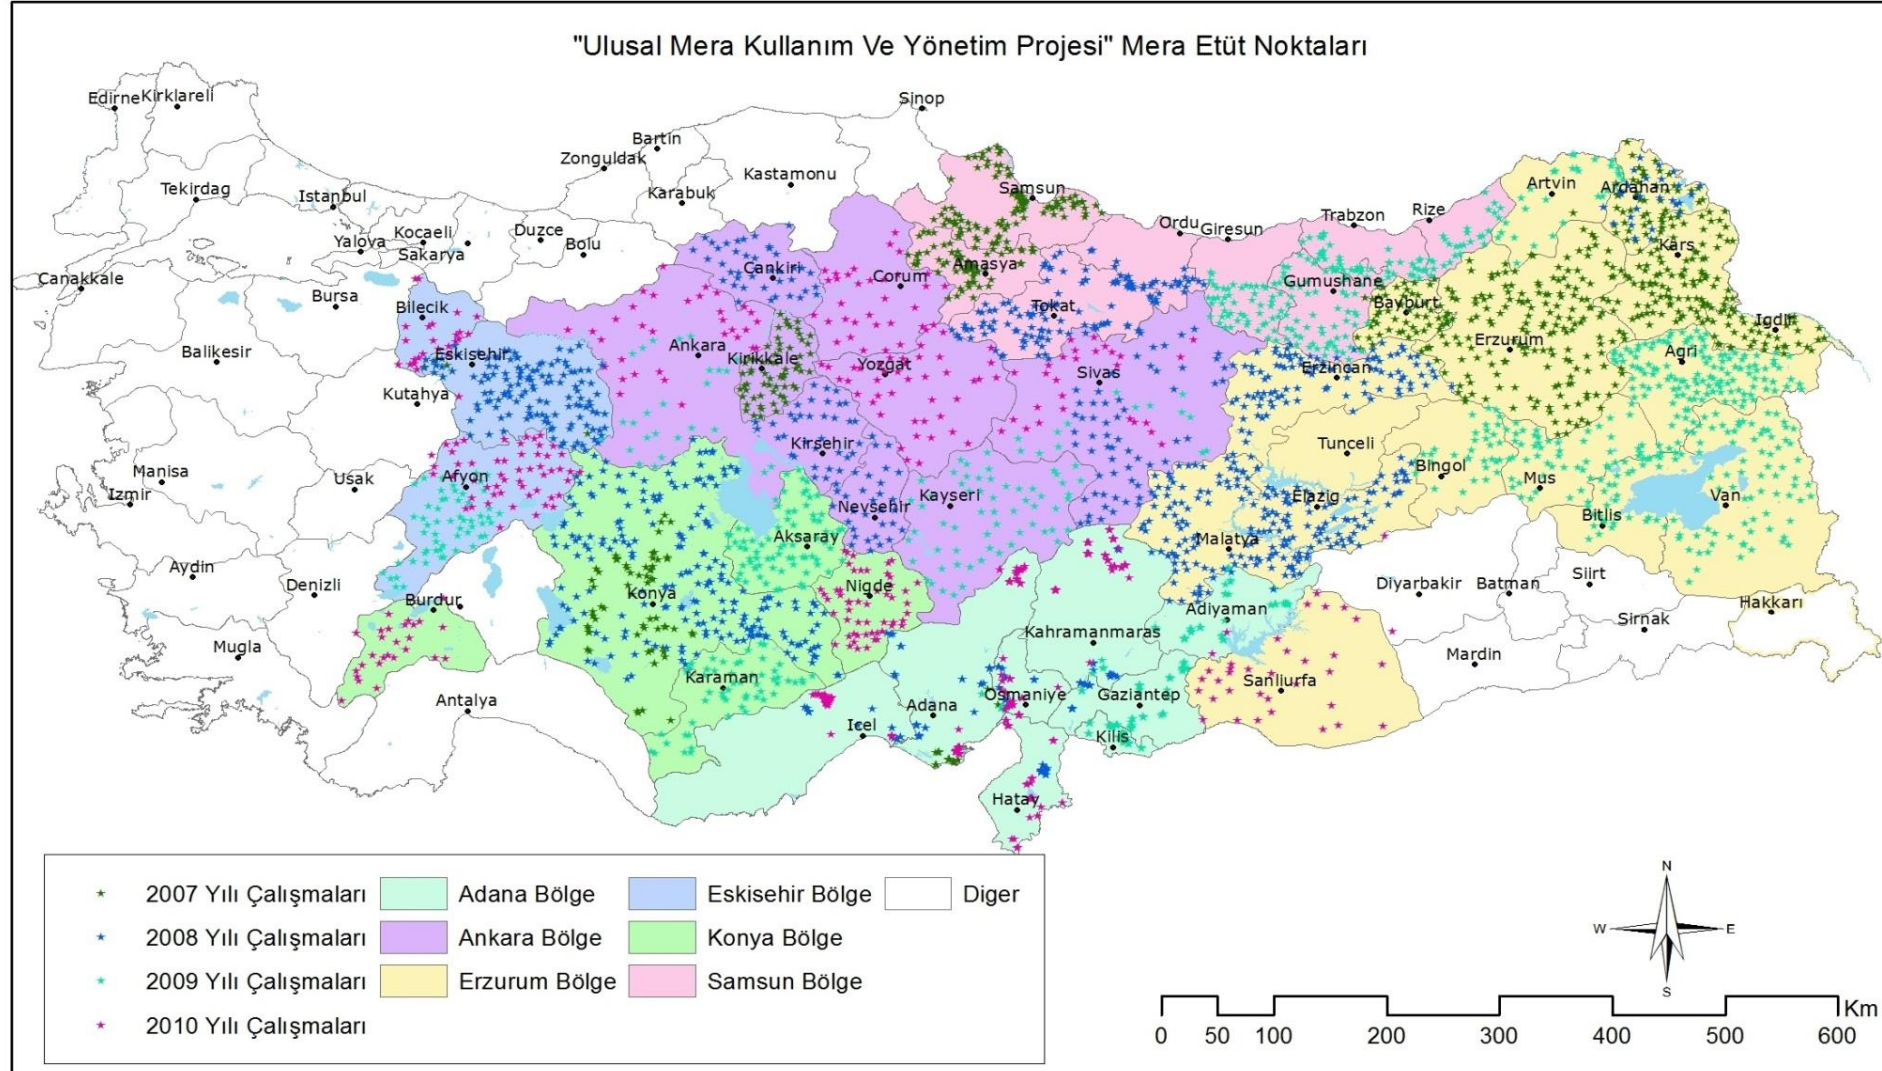 "Ulusal Mera Kullanım Ve Yönetim Projesi" Mera Etüt Noktaları
Edirne
Kirklareli
Sinop
Bartin
Zonguldak
Kastamonu
Karabuk
Tekirdag
Istanbul
Samsun
Artvin
Ardahan
Kocaeli
Yalova
Sakarya
Duzce
Bolu
Ordu
Giresun
Trabzon
Rize
Kars
Canakkale
Bursa
Bilecik
Cankiri
Corum
Amasya
Tokat
Gumushane
Bayburt
Igdir
Balikesir
Eskisehir
Ankara
Kirikkale
Yozgat
Sivas
Erzincan
Erzurum
Agri
Kutahya
Kirsehir
Tunceli
Manisa
Izmir
Usak
Afyon
Nevsehir
Kayseri
Elazig
Bingol
Mus
Bitlis
Van
Aksaray
Malatya
Aydin
Denizli
Burdur
Konya
Nigde
Adiyaman
Diyarbakir
Batman
Siirt
Hakkarı
Mugla
Kahramanmaras
Sirnak
Mardin
Antalya
Karaman
Icel
Adana
Osmaniye
Gaziantep
Sanliurfa
Kilis
Hatay
2007 Yılı Çalışmaları
2008 Yılı Çalışmaları
2009 Yılı Çalışmaları
2010 Yılı Çalışmaları
Adana Bölge
Ankara Bölge
Erzurum Bölge
Eskisehir Bölge
Konya Bölge
Samsun Bölge
Diger
N
W E
S
Km
0 50 100 200 300 400 500 600